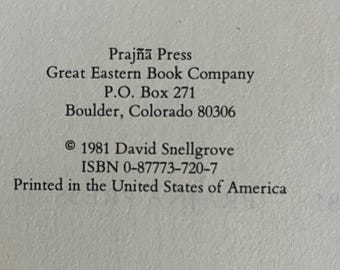 Prajñā Press
Great Eastern Book Company
P.O. Box 271
Boulder, Colorado 80306
© 1981 David Snellgrove
ISBN 0-87773-720-7
Printed in the United States of America